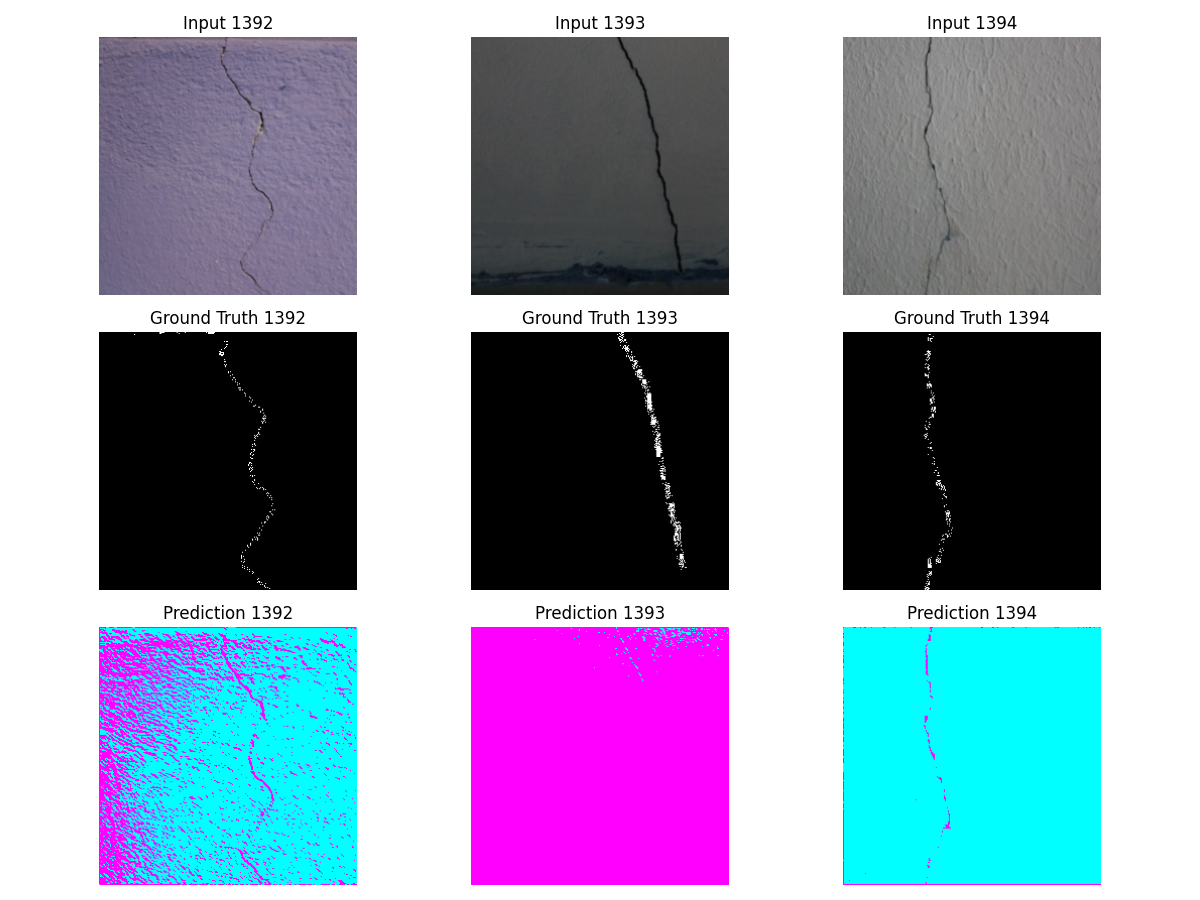 Input 1392
Input 1393
Input 1394
Ground Truth 1392
Ground Truth 1393
Ground Truth 1394
Prediction 1392
Prediction 1393
Prediction 1394